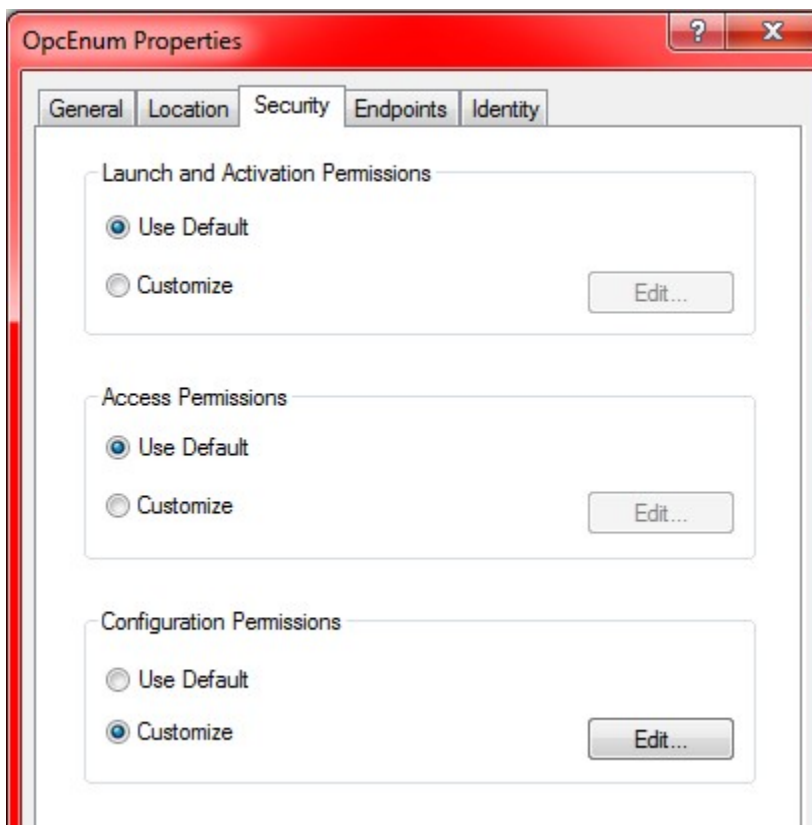 OpcEnum Properties
? X
General Location Security Endpoints Identity
Launch and Activation Permissions
Use Default
Customize
Edit...
Access Permissions
Use Default
Customize
Edit...
Configuration Permissions
Use Default
Customize
Edit...